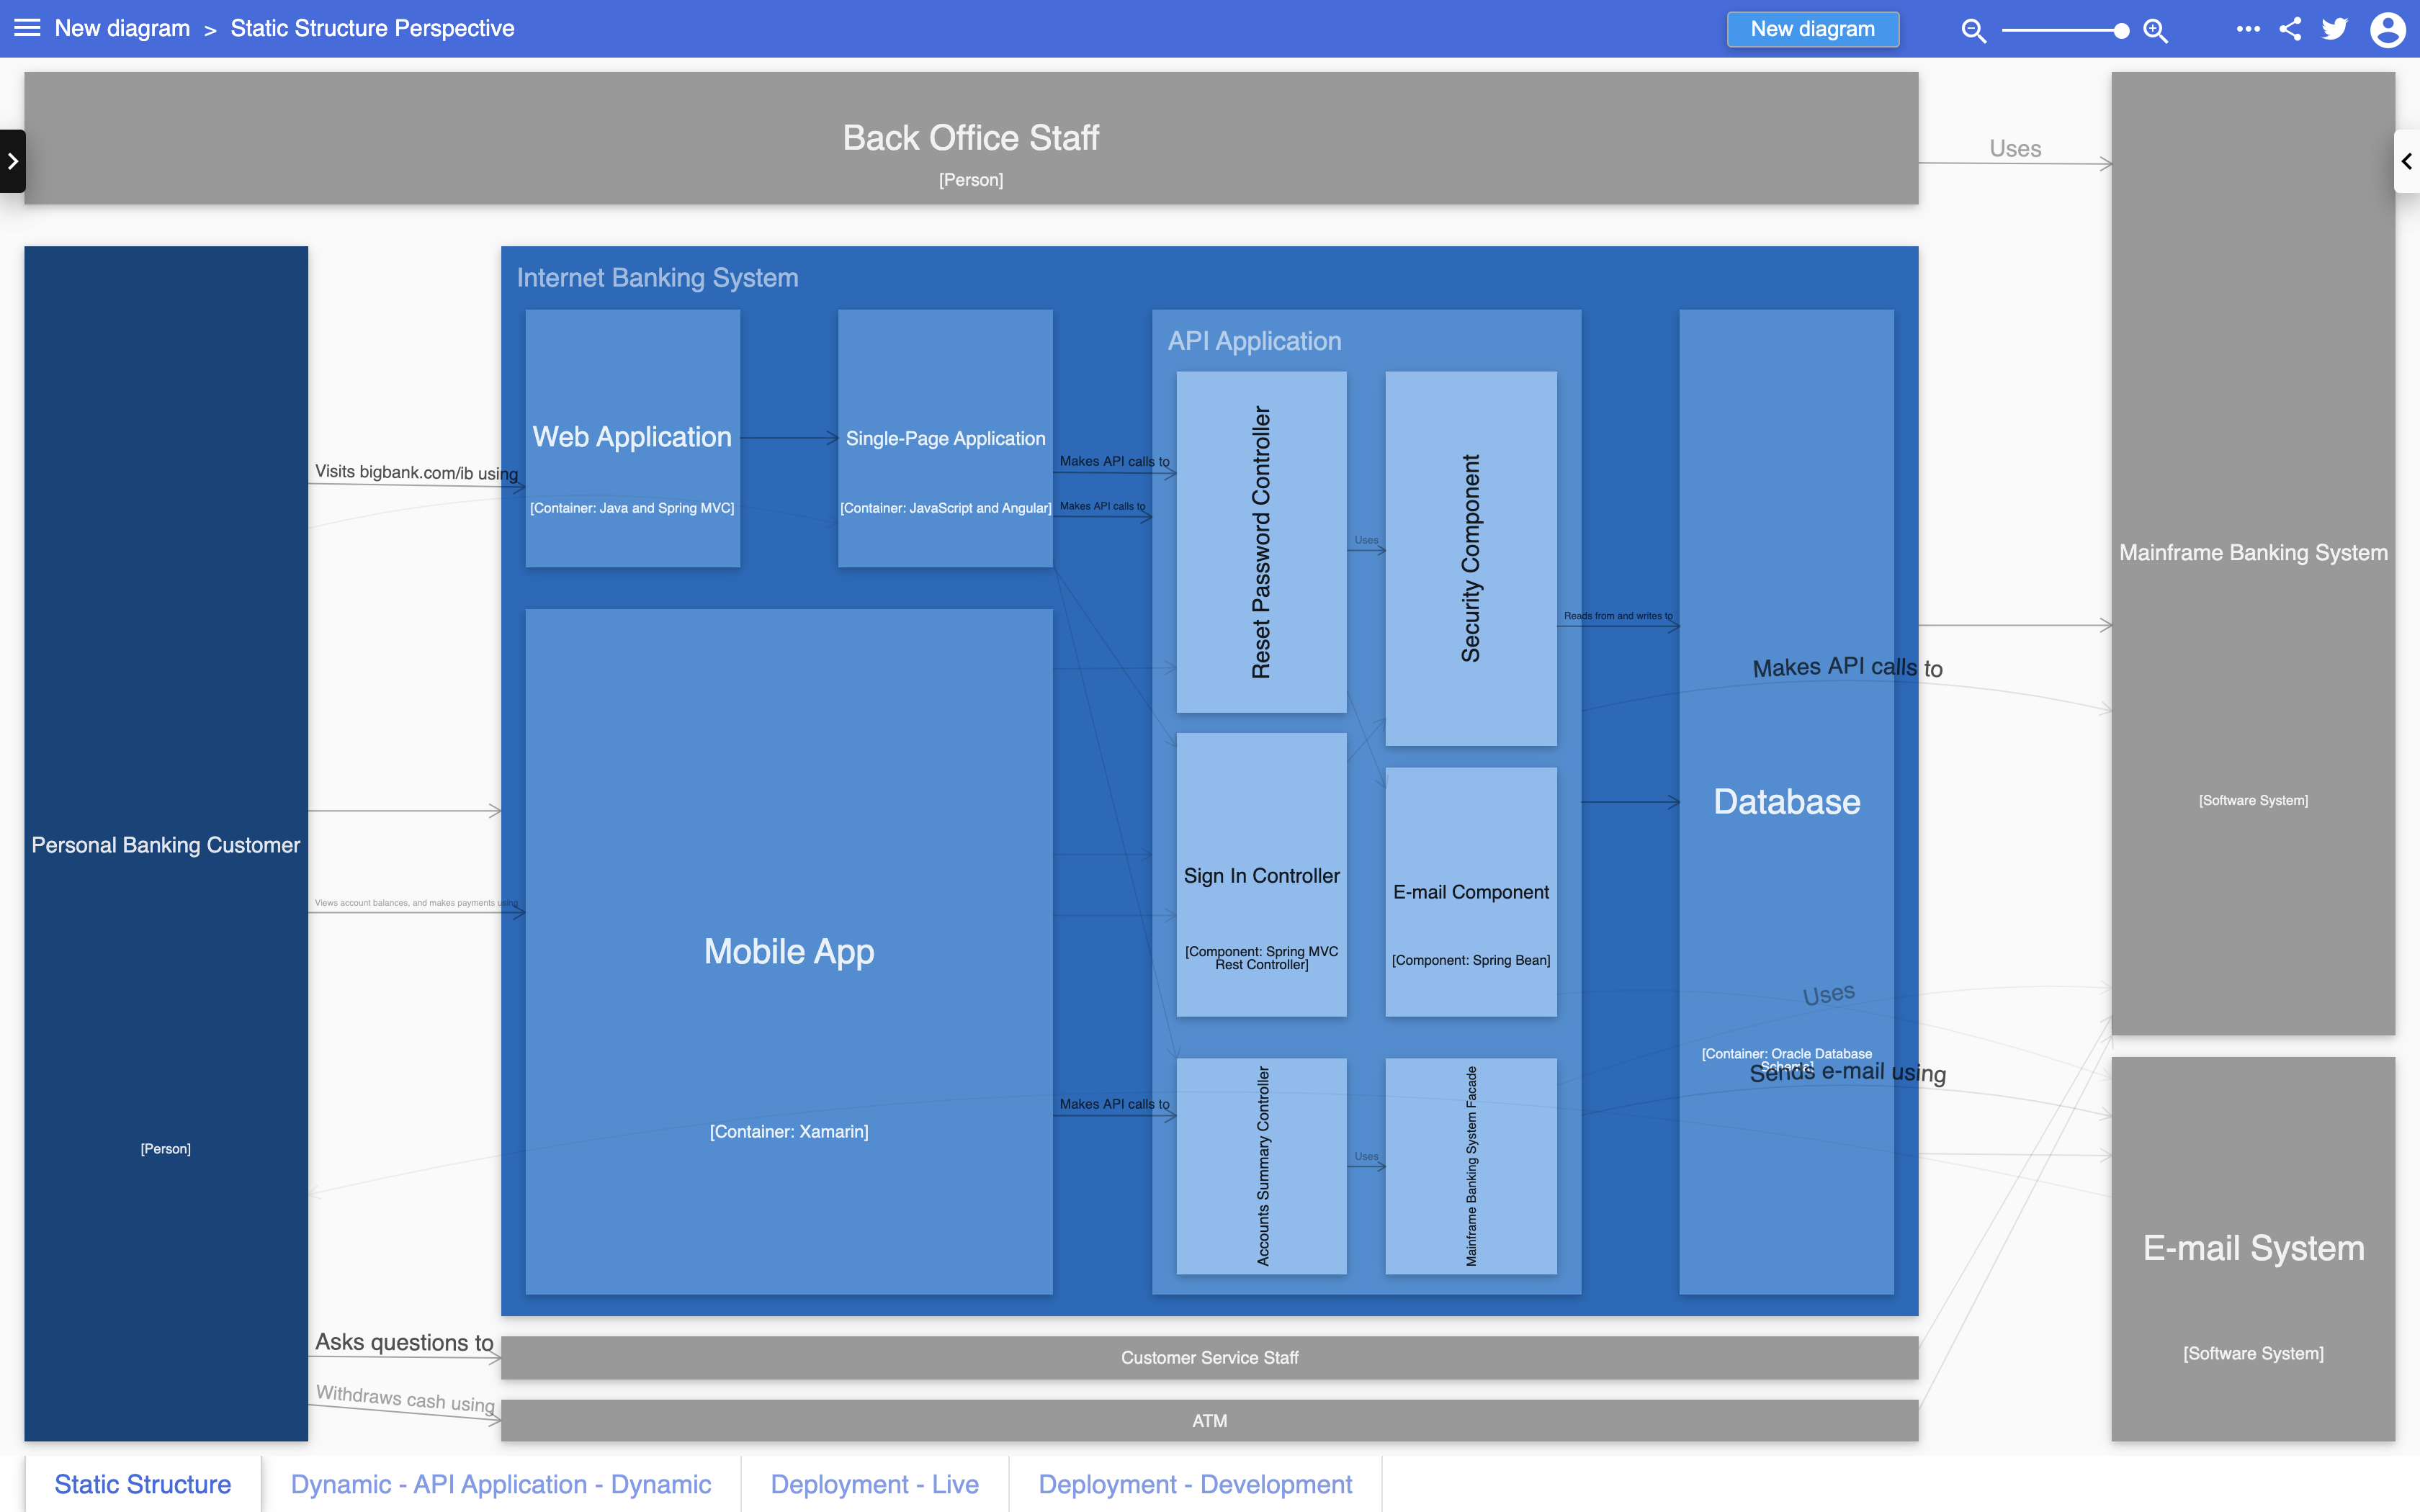 New diagram > Static Structure Perspective
New diagram
Back Office Staff
[Person]
Uses
Personal Banking Customer
[Person]
Visits bigbank.com/ib using
Views account balances, and makes payments using
Asks questions to
Withdraws cash using
Internet Banking System
Web Application
[Container: Java and Spring MVC]
Single-Page Application
[Container: JavaScript and Angular]
Makes API calls to
Makes API calls to
Mobile App
[Container: Xamarin]
Makes API calls to
API Application
Reset Password Controller
Uses
Security Component
Reads from and writes to
Sign In Controller
[Component: Spring MVC
Rest Controller]
E-mail Component
[Component: Spring Bean]
Accounts Summary Controller
Uses
Mainframe Banking System Facade
Database
[Container: Oracle Database
Schema]
Makes API calls to
Uses
Sends e-mail using
Mainframe Banking System
[Software System]
E-mail System
[Software System]
Customer Service Staff
ATM
Static Structure
Dynamic - API Application - Dynamic
Deployment - Live
Deployment - Development